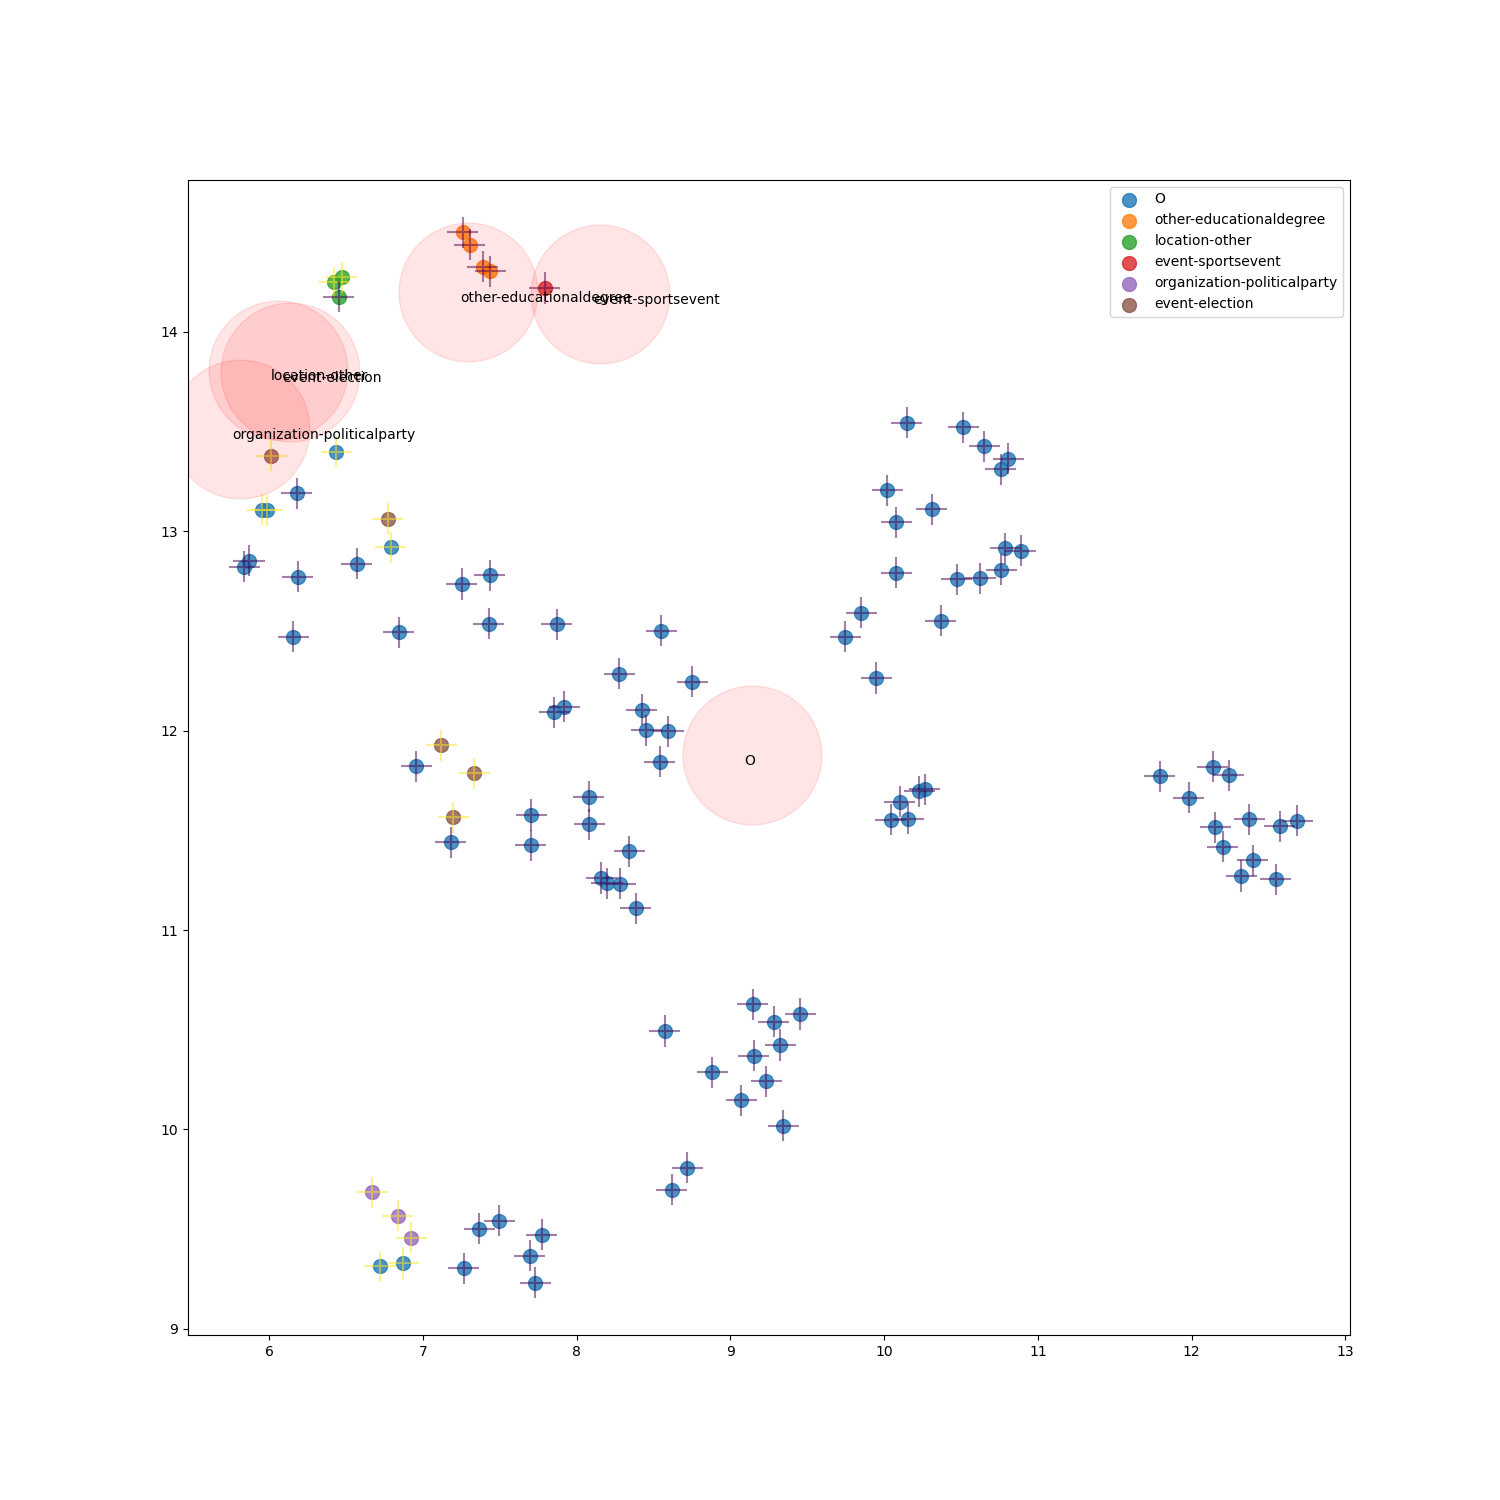 O
other-educationaldegree
location-other
event-sportsevent
organization-politicalparty
event-election
other-educationaldegree
event-sportsevent
location-other
event-election
organization-politicalparty
O
14
13
12
11
10
9
6 7 8 9 10 11 12 13